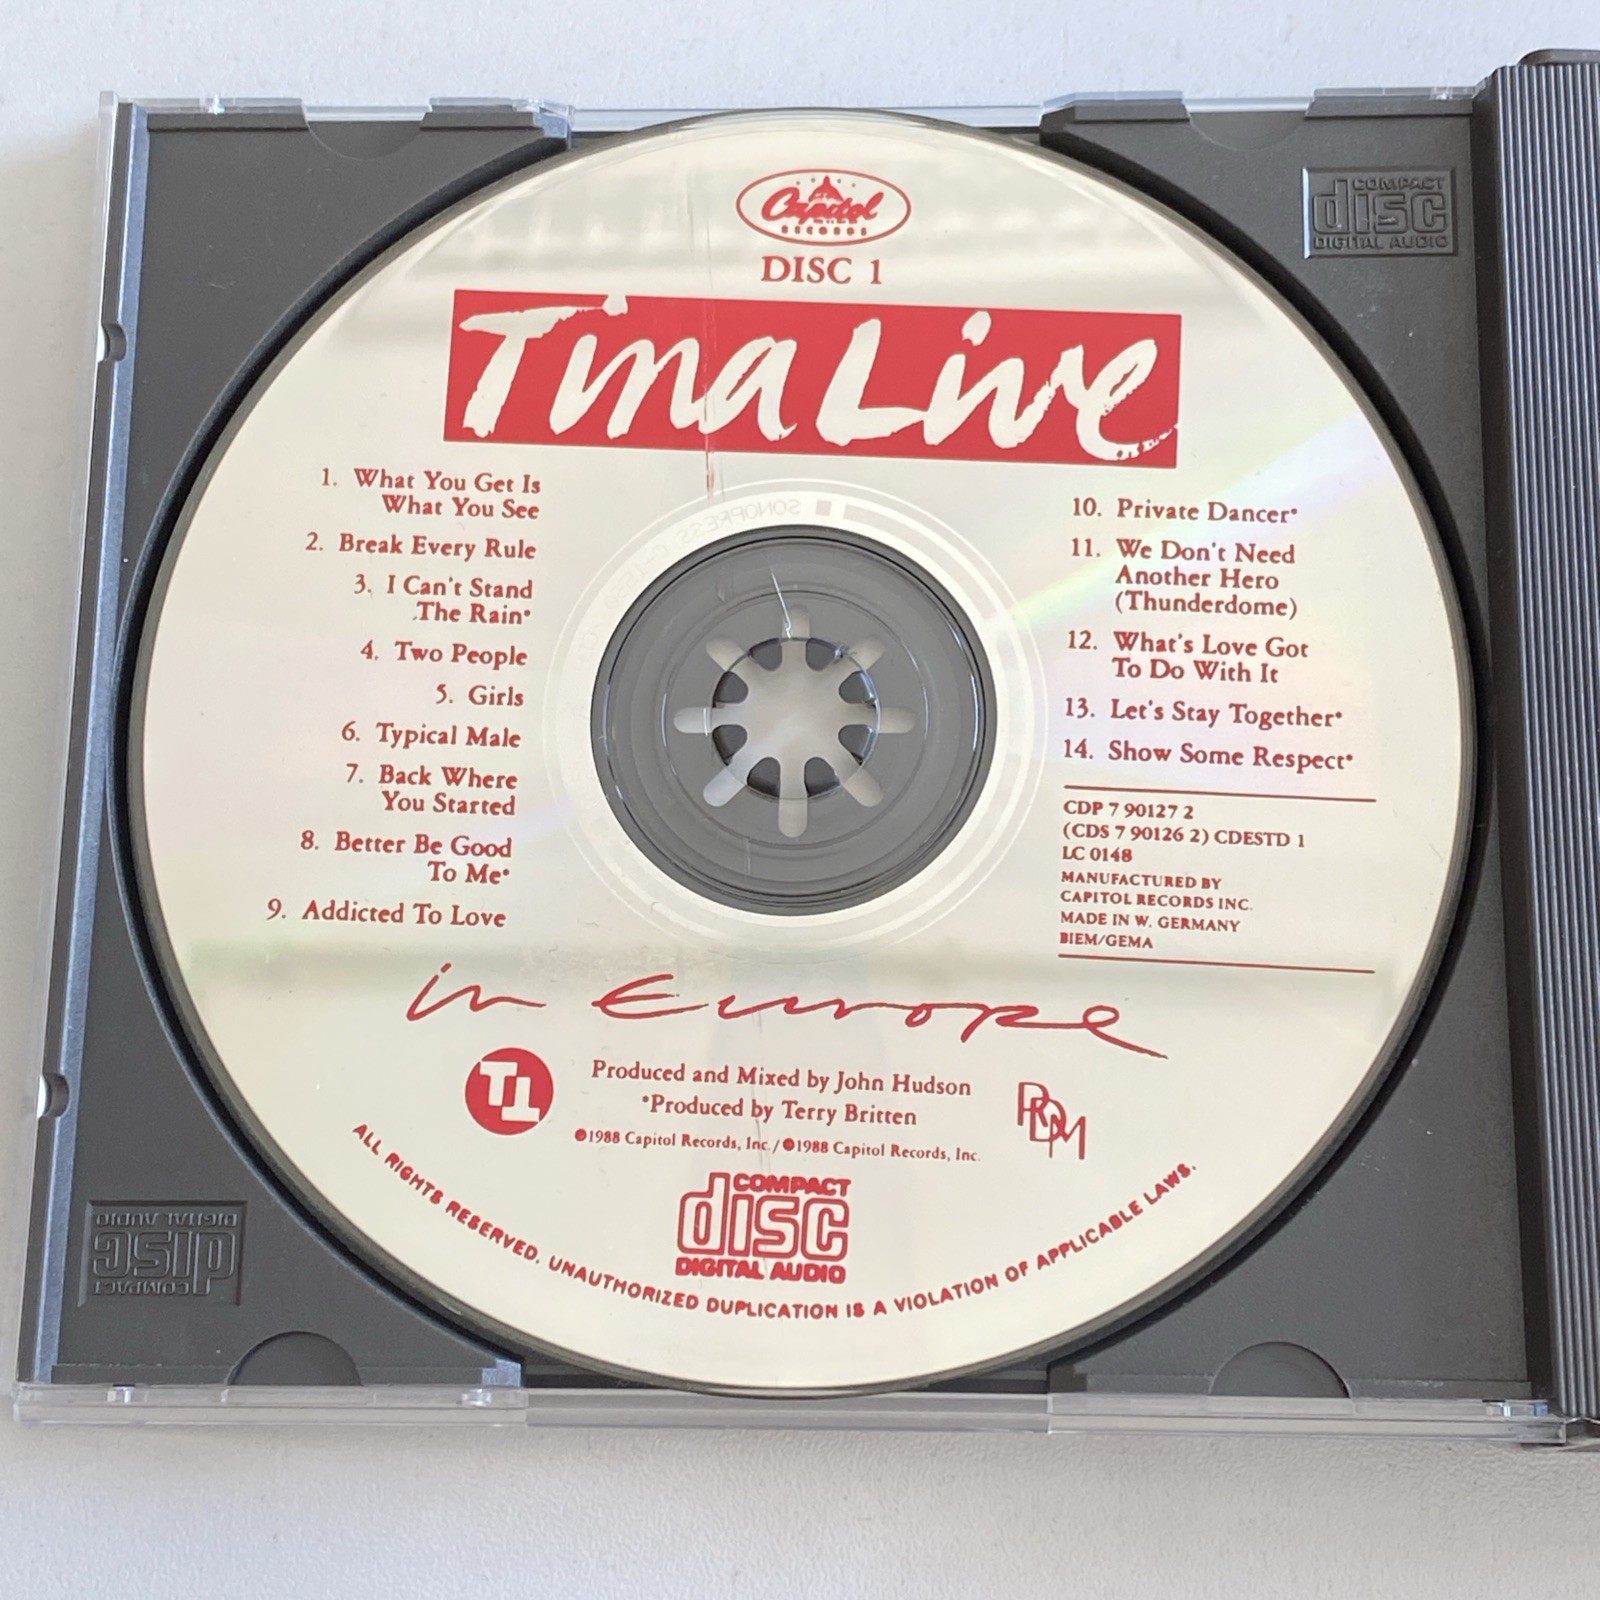 Capitol
RECORDS
DISC 1
COMPACT
disc
DIGITAL AUDIO
Tina Live
1. What You Get Is
What You See
2. Break Every Rule
3. I Can't Stand
The Rain*
4. Two People
5. Girls
6. Typical Male
7. Back Where
You Started
8. Better Be Good
To Me*
9. Addicted To Love
SONOPRESS
10. Private Dancer*
11. We Don't Need
Another Hero
(Thunderdome)
12. What's Love Got
To Do With It
13. Let's Stay Together*
14. Show Some Respect*
CDP 7 90127 2
(CDS 7 90126 2) CDESTD 1
LC 0148
MANUFACTURED BY
CAPITOL RECORDS INC.
MADE IN W. GERMANY
BIEM/GEMA
in Europe
TT
Produced and Mixed by John Hudson
*Produced by Terry Britten
℗1988 Capitol Records, Inc./℗1988 Capitol Records, Inc.
COMPACT
disc
DIGITAL AUDIO
ALL RIGHTS RESERVED. UNAUTHORIZED DUPLICATION IS A VIOLATION OF APPLICABLE LAWS.
COMPACT
disc
DIGITAL AUDIO